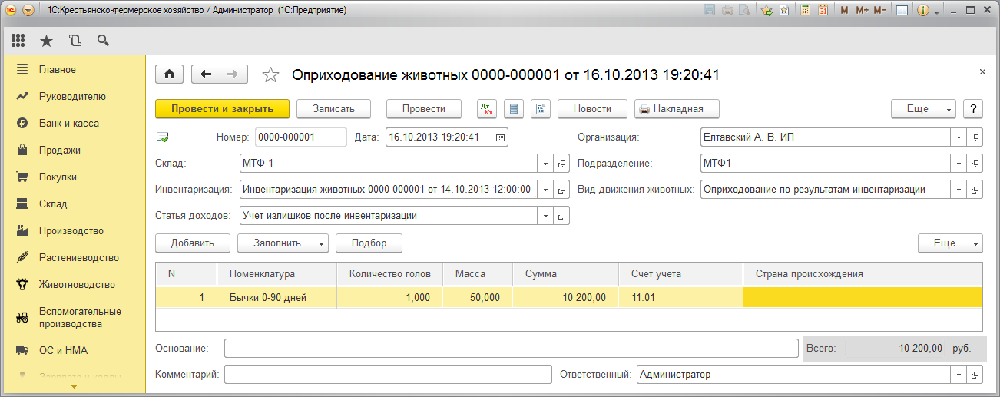 1С:Крестьянско-фермерское хозяйство / Администратор (1С:Предприятие)
M M+ M-
Главное
Руководителю
Банк и касса
Продажи
Покупки
Склад
Производство
Растениеводство
Животноводство
Вспомогательные
производства
ОС и НМА
Оприходование животных 0000-000001 от 16.10.2013 19:20:41
Провести и закрыть Записать Провести Дт Кт Новости Накладная Еще ?
Номер: 0000-000001 Дата: 16.10.2013 19:20:41 Организация: Елтавский А. В. ИП
Склад: МТФ 1 Подразделение: МТФ1
Инвентаризация: Инвентаризация животных 0000-000001 от 14.10.2013 12:00:00 Вид движения животных: Оприходование по результатам инвентаризации
Статья доходов: Учет излишков после инвентаризации
Добавить Заполнить Подбор Еще
N Номенклатура Количество голов Масса Сумма Счет учета Страна происхождения
1 Бычки 0-90 дней 1,000 50,000 10 200,00 11.01
Основание: Всего: 10 200,00 руб.
Комментарий: Ответственный: Администратор